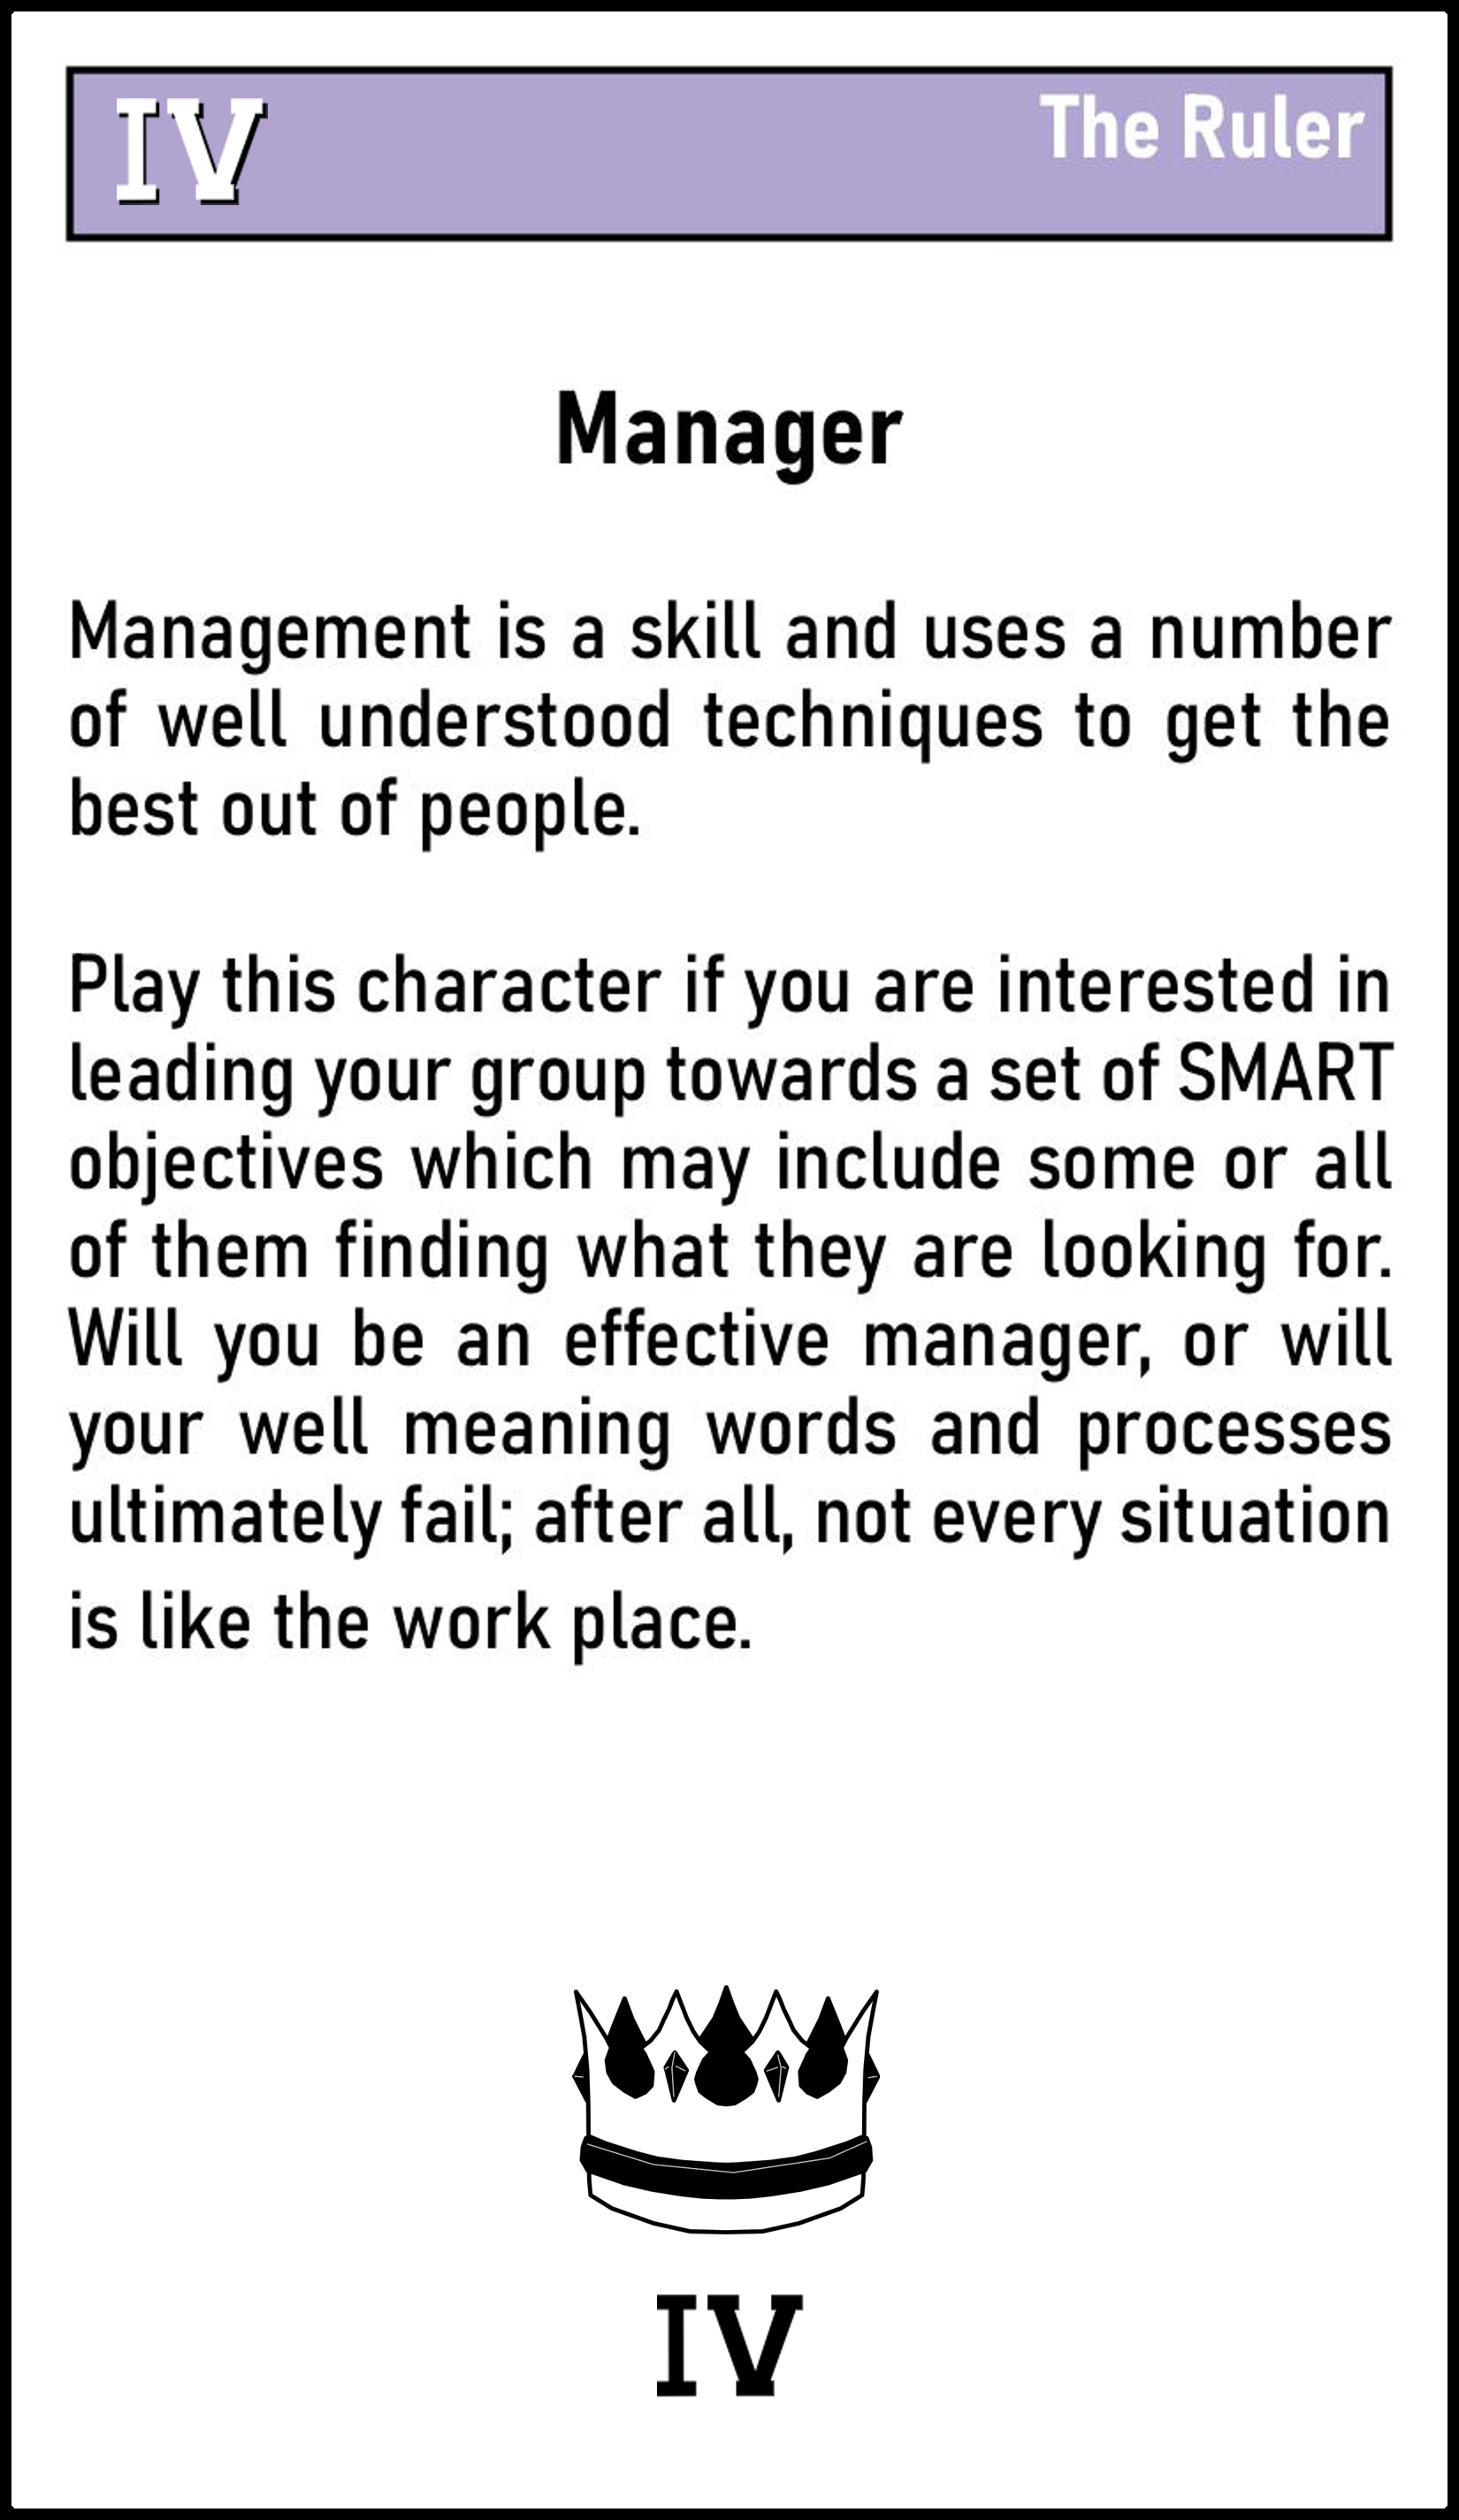 IV
The Ruler
Manager
Management is a skill and uses a number
of well understood techniques to get the
best out of people.
Play this character if you are interested in
leading your group towards a set of SMART
objectives which may include some or all
of them finding what they are looking for.
Will you be an effective manager, or will
your well meaning words and processes
ultimately fail; after all, not every situation
is like the work place.
IV